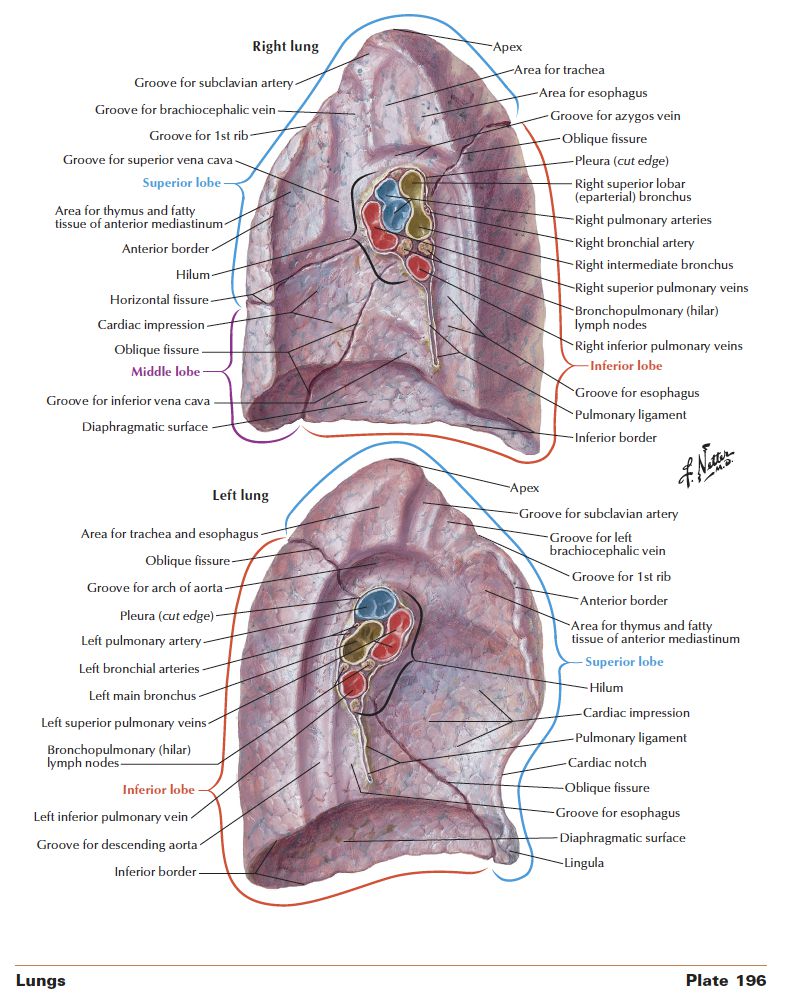 Right lung
Groove for subclavian artery
Groove for brachiocephalic vein
Groove for 1st rib
Groove for superior vena cava
Superior lobe
Area for thymus and fatty
tissue of anterior mediastinum
Anterior border
Hilum
Horizontal fissure
Cardiac impression
Oblique fissure
Middle lobe
Groove for inferior vena cava
Diaphragmatic surface
Apex
Area for trachea
Area for esophagus
Groove for azygos vein
Oblique fissure
Pleura (cut edge)
Right superior lobar
(eparterial) bronchus
Right pulmonary arteries
Right bronchial artery
Right intermediate bronchus
Right superior pulmonary veins
Bronchopulmonary (hilar)
lymph nodes
Right inferior pulmonary veins
Inferior lobe
Groove for esophagus
Pulmonary ligament
Inferior border
F. Netter
M.D.
Left lung
Area for trachea and esophagus
Oblique fissure
Groove for arch of aorta
Pleura (cut edge)
Left pulmonary artery
Left bronchial arteries
Left main bronchus
Left superior pulmonary veins
Bronchopulmonary (hilar)
lymph nodes
Inferior lobe
Left inferior pulmonary vein
Groove for descending aorta
Inferior border
Apex
Groove for subclavian artery
Groove for left
brachiocephalic vein
Groove for 1st rib
Anterior border
Area for thymus and fatty
tissue of anterior mediastinum
Superior lobe
Hilum
Cardiac impression
Pulmonary ligament
Cardiac notch
Oblique fissure
Groove for esophagus
Diaphragmatic surface
Lingula
Lungs
Plate 196